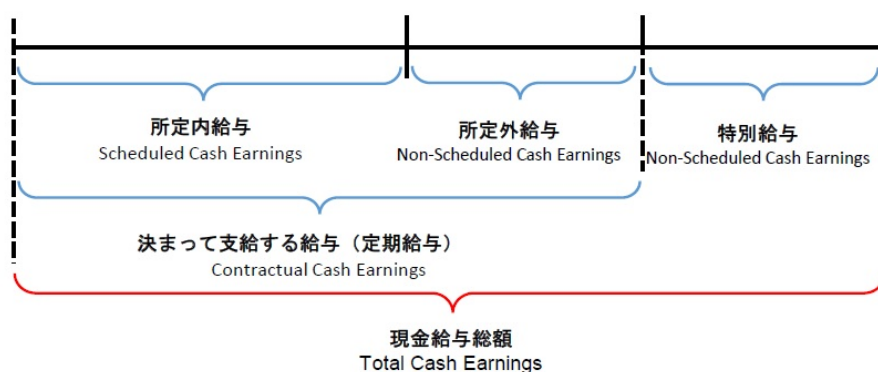 所定内給与
Scheduled Cash Earnings
所定外給与
Non-Scheduled Cash Earnings
特別給与
Non-Scheduled Cash Earnings
決まって支給する給与（定期給与）
Contractual Cash Earnings
現金給与総額
Total Cash Earnings